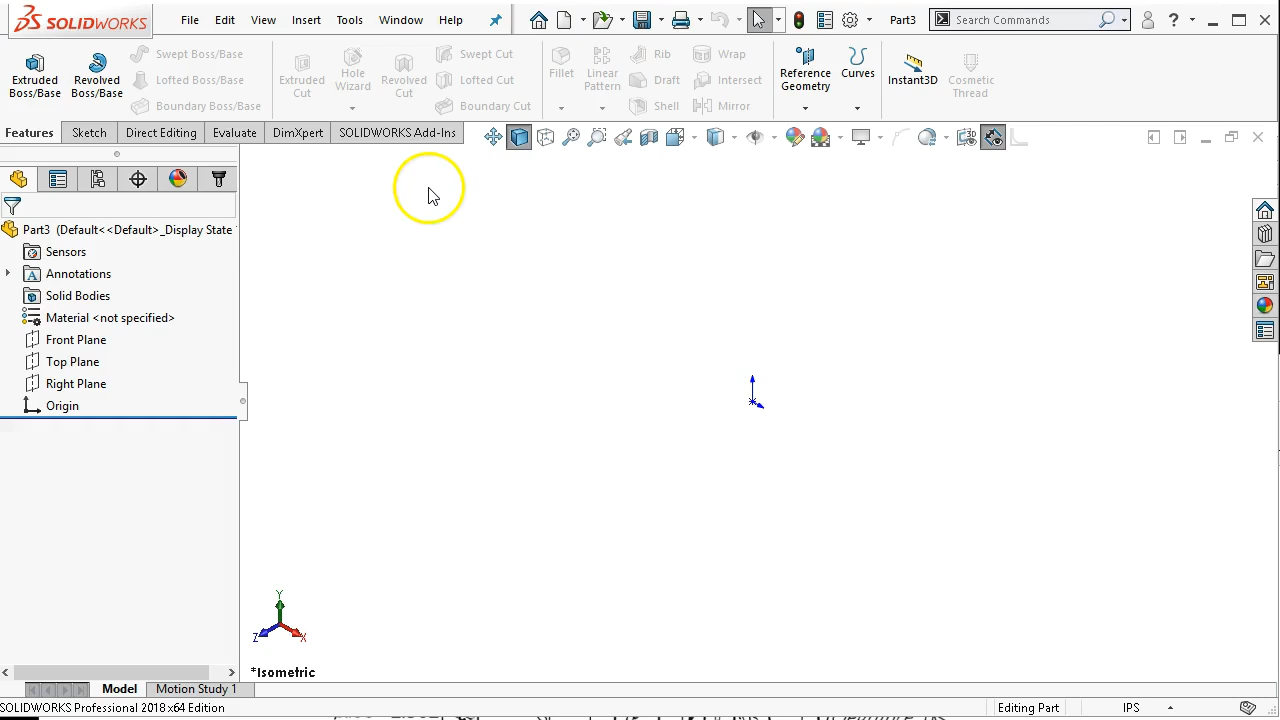 SOLIDWORKS File Edit View Insert Tools Window Help Part3 Search Commands
Extruded Boss/Base
Revolved Boss/Base
Swept Boss/Base
Lofted Boss/Base
Boundary Boss/Base
Extruded Cut
Hole Wizard
Revolved Cut
Swept Cut
Lofted Cut
Boundary Cut
Fillet
Linear Pattern
Rib
Draft
Shell
Wrap
Intersect
Mirror
Reference Geometry
Curves
Instant3D
Cosmetic Thread
Features Sketch Direct Editing Evaluate DimXpert SOLIDWORKS Add-Ins
Part3 (Default<<Default>_Display State
Sensors
Annotations
Solid Bodies
Material <not specified>
Front Plane
Top Plane
Right Plane
Origin
Y
Z X
*Isometric
Model Motion Study 1
SOLIDWORKS Professional 2018 x64 Edition Editing Part IPS